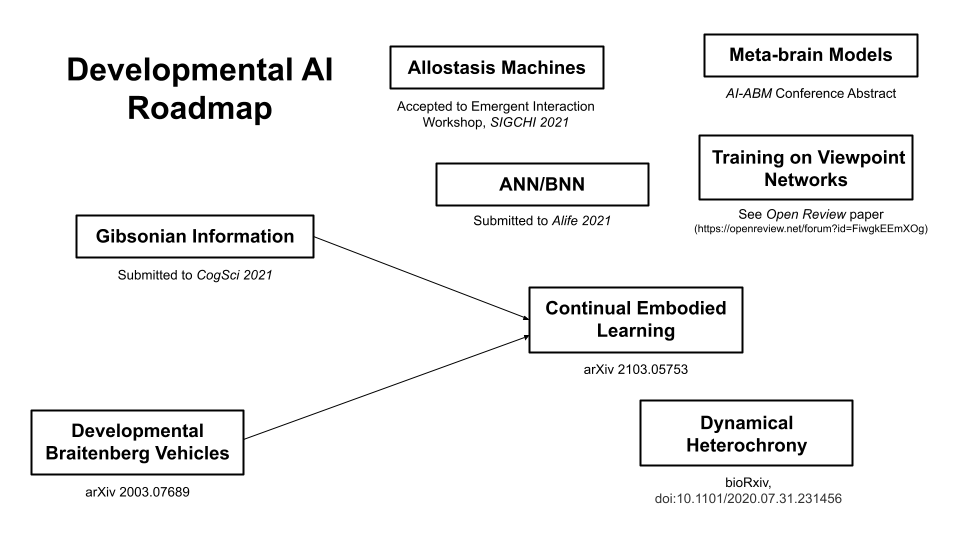 Developmental AI
Roadmap
Allostasis Machines
Accepted to Emergent Interaction
Workshop, SIGCHI 2021
Meta-brain Models
AI-ABM Conference Abstract
Training on Viewpoint
Networks
See Open Review paper
(https://openreview.net/forum?id=FiwgkEEmXOg)
ANN/BNN
Submitted to Alife 2021
Gibsonian Information
Submitted to CogSci 2021
Continual Embodied
Learning
arXiv 2103.05753
Developmental
Braitenberg Vehicles
arXiv 2003.07689
Dynamical
Heterochrony
bioRxiv,
doi:10.1101/2020.07.31.231456